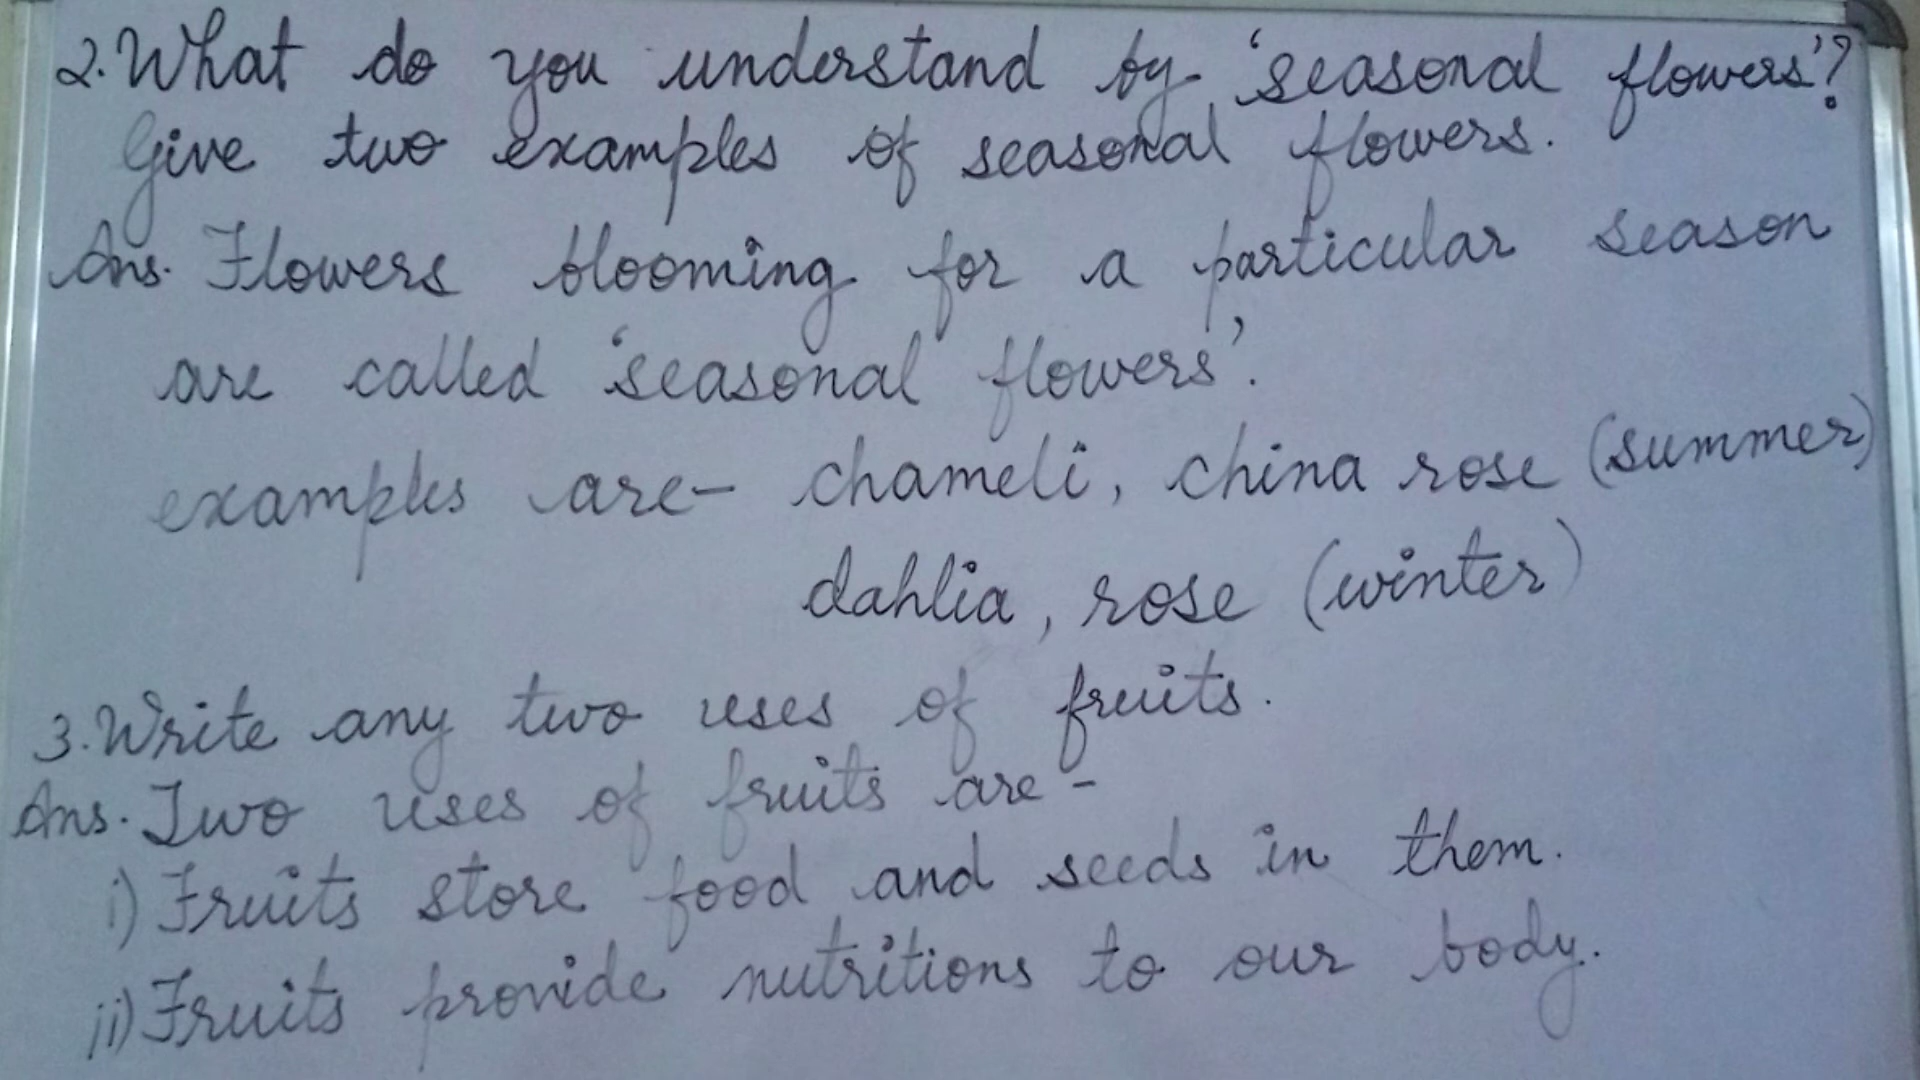 2. What do you understand by 'seasonal flowers'?
Give two examples of seasonal flowers.
Ans. Flowers blooming for a particular season
are called 'seasonal flowers'.
examples are- chameli, china rose (summer)
dahlia, rose (winter)
3. Write any two uses of fruits.
Ans. Two uses of fruits are -
i) Fruits store food and seeds in them.
ii) Fruits provide nutritions to our body.